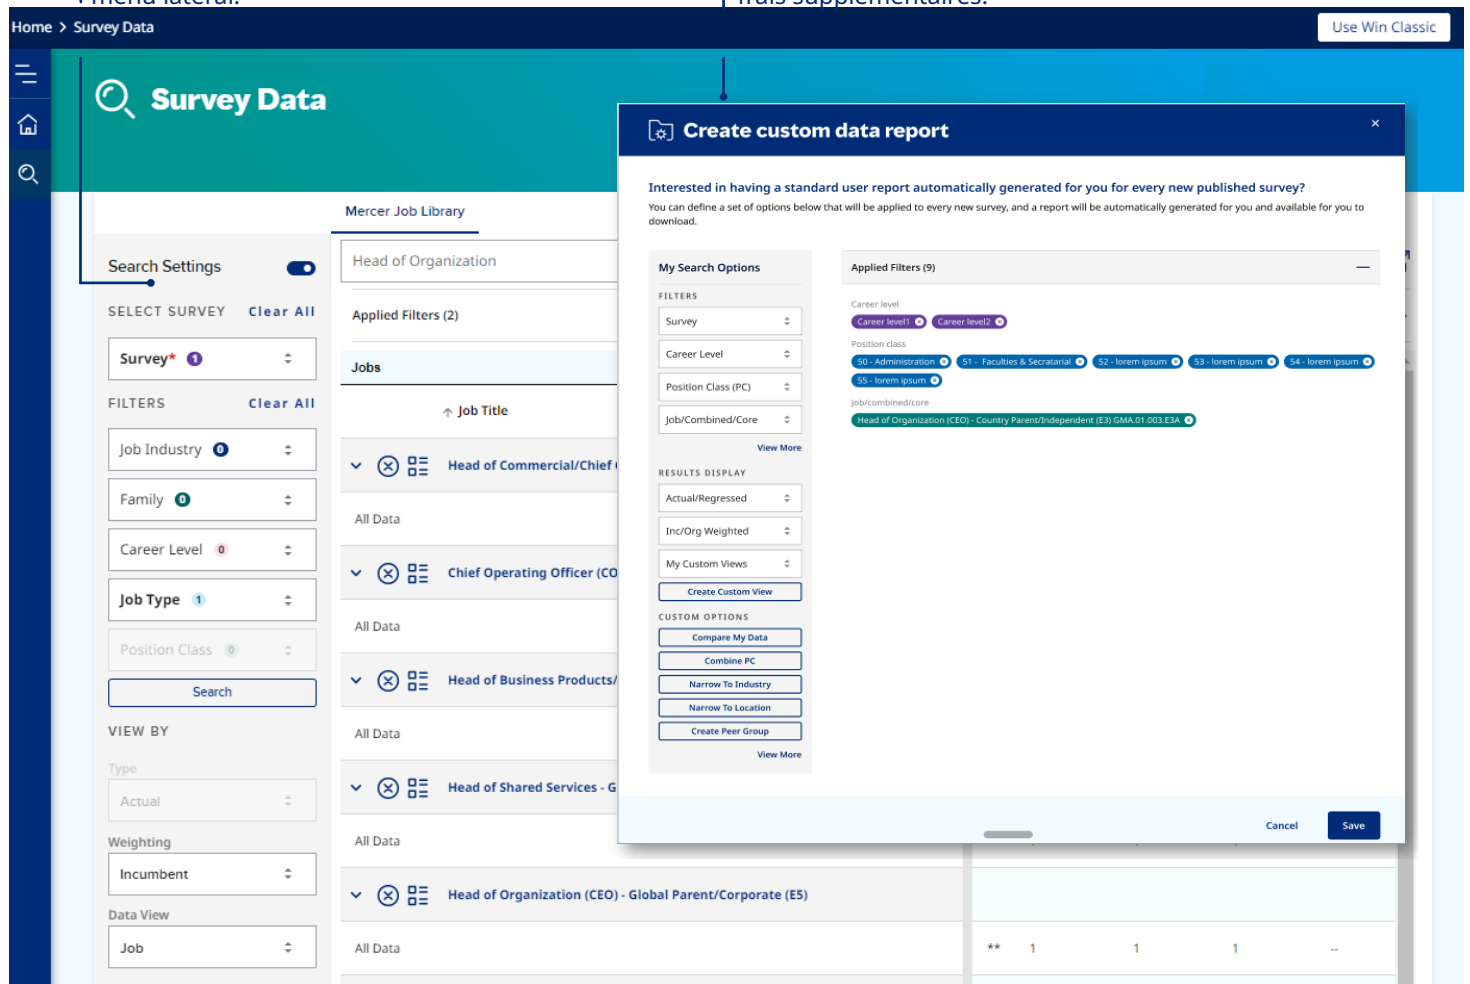 menu latéral.
frais supplémentaires.
Home > Survey Data
Use Win Classic
Survey Data
Mercer Job Library
Search Settings
SELECT SURVEY Clear All
Survey* 1
FILTERS Clear All
Job Industry 0
Family 0
Career Level 0
Job Type 1
Position Class 0
Search
VIEW BY
Type
Actual
Weighting
Incumbent
Data View
Job
Head of Organization
Applied Filters (2)
Jobs
↑ Job Title
Head of Commercial/Chief
All Data
Chief Operating Officer (CO
All Data
Head of Business Products/
All Data
Head of Shared Services - G
All Data
Head of Organization (CEO) - Global Parent/Corporate (E5)
All Data ** 1 1 1 --
Create custom data report
×
Interested in having a standard user report automatically generated for you for every new published survey?
You can define a set of options below that will be applied to every new survey, and a report will be automatically generated for you and available for you to
download.
My Search Options
FILTERS
Survey
Career Level
Position Class (PC)
Job/Combined/Core
View More
RESULTS DISPLAY
Actual/Regressed
Inc/Org Weighted
My Custom Views
Create Custom View
CUSTOM OPTIONS
Compare My Data
Combine PC
Narrow To Industry
Narrow To Location
Create Peer Group
View More
Applied Filters (9)
Career level
Career level1 Career level2
Position class
50 - Administration 51 - Faculties & Secretarial 52 - lorem ipsum 53 - lorem ipsum 54 - lorem ipsum
55 - lorem ipsum
Job/combined/core
Head of Organization (CEO) - Country Parent/Independent (E3) GMA.01.003.E3A
Cancel Save